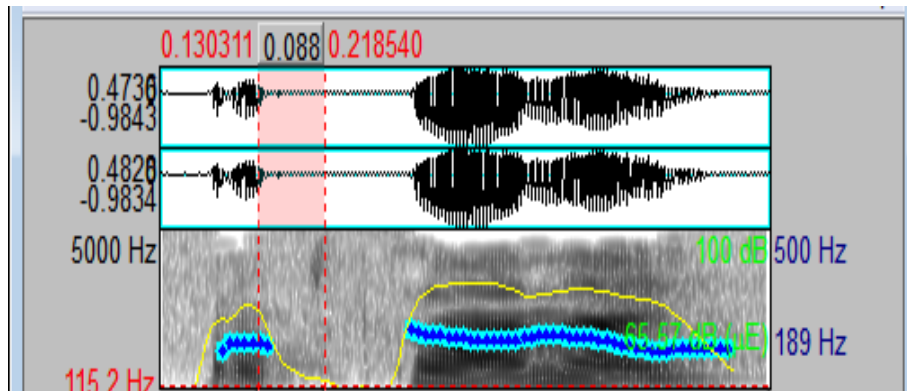 0.130311 0.088 0.218540
0.4736
-0.9843
0.4828
-0.9834
5000 Hz 100 dB 500 Hz
65.57 dB (µE) 189 Hz
115.2 Hz